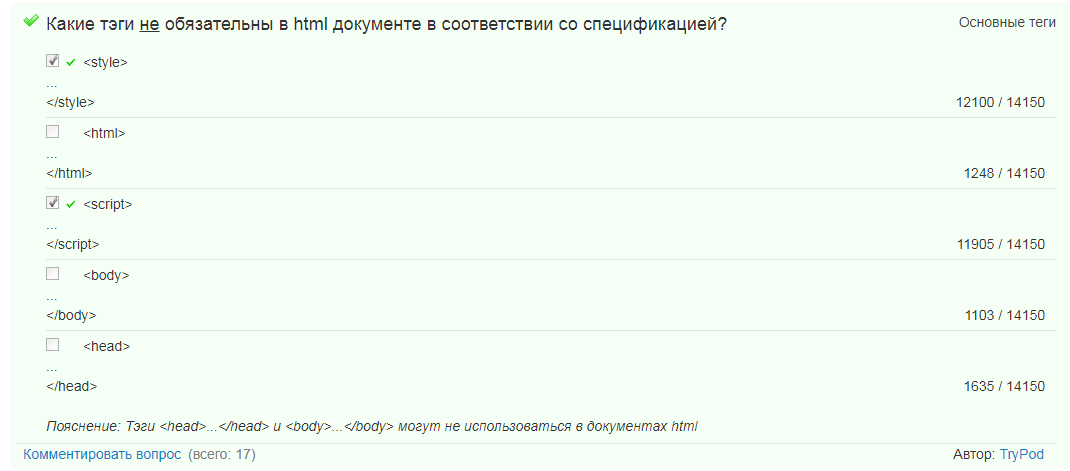 Какие тэги не обязательны в html документе в соответствии со спецификацией? Основные теги
<style>
...
</style> 12100 / 14150
<html>
...
</html> 1248 / 14150
<script>
...
</script> 11905 / 14150
<body>
...
</body> 1103 / 14150
<head>
...
</head> 1635 / 14150
Пояснение: Тэги <head>...</head> и <body>...</body> могут не использоваться в документах html
Комментировать вопрос (всего: 17) Автор: TryPod